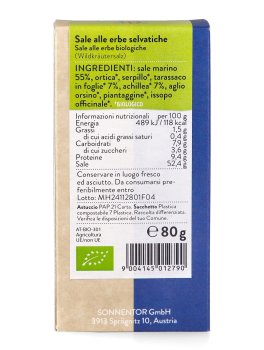 Sale alle erbe selvatiche
Sale alle erbe biologiche
(Wildkräutersalz)
INGREDIENTI: sale marino
55%, ortica*, serpillo*, tarassaco
in foglie* 7%, achillea* 7%, aglio
orsino*, piantaggine*, issopo
officinale*. *BIOLOGICO
Informazioni nutrizionali per 100g
Energia 489 kJ / 118 kcal
Grassi 1,5
di cui acidi grassi saturi 0,4
Carboidrati 7,9
di cui zuccheri 3,6
Proteine 9,4
Sale 52,4
Conservare in luogo fresco
ed asciutto. Da consumarsi pre-
feribilmente entro
Lotto: MH24112801F04
Astuccio PAP 21 Carta. Sacchetto Plastica
compostabile 7 Plastica. Raccolta differenziata.
Verifica le disposizioni del tuo Comune.
AT-BIO-301
Agricoltura
UE/non UE
e 80g
9 004145 012790
SONNENTOR GmbH
3913 Sprögnitz 10, Austria